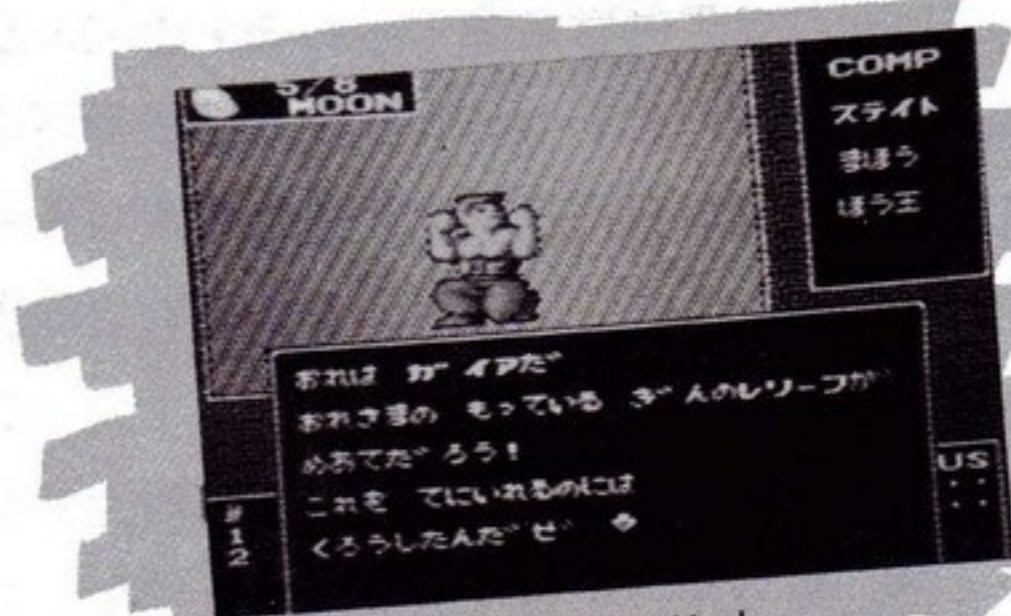 5/8
MOON
COMP
ステイト
まほう
ほう王
おれは ガイアだ
おれさまの もっている ぎんのレリーフが
めあてだろう!
これを てにいれるのには
くろうしたんだぜ
US
#
1
2